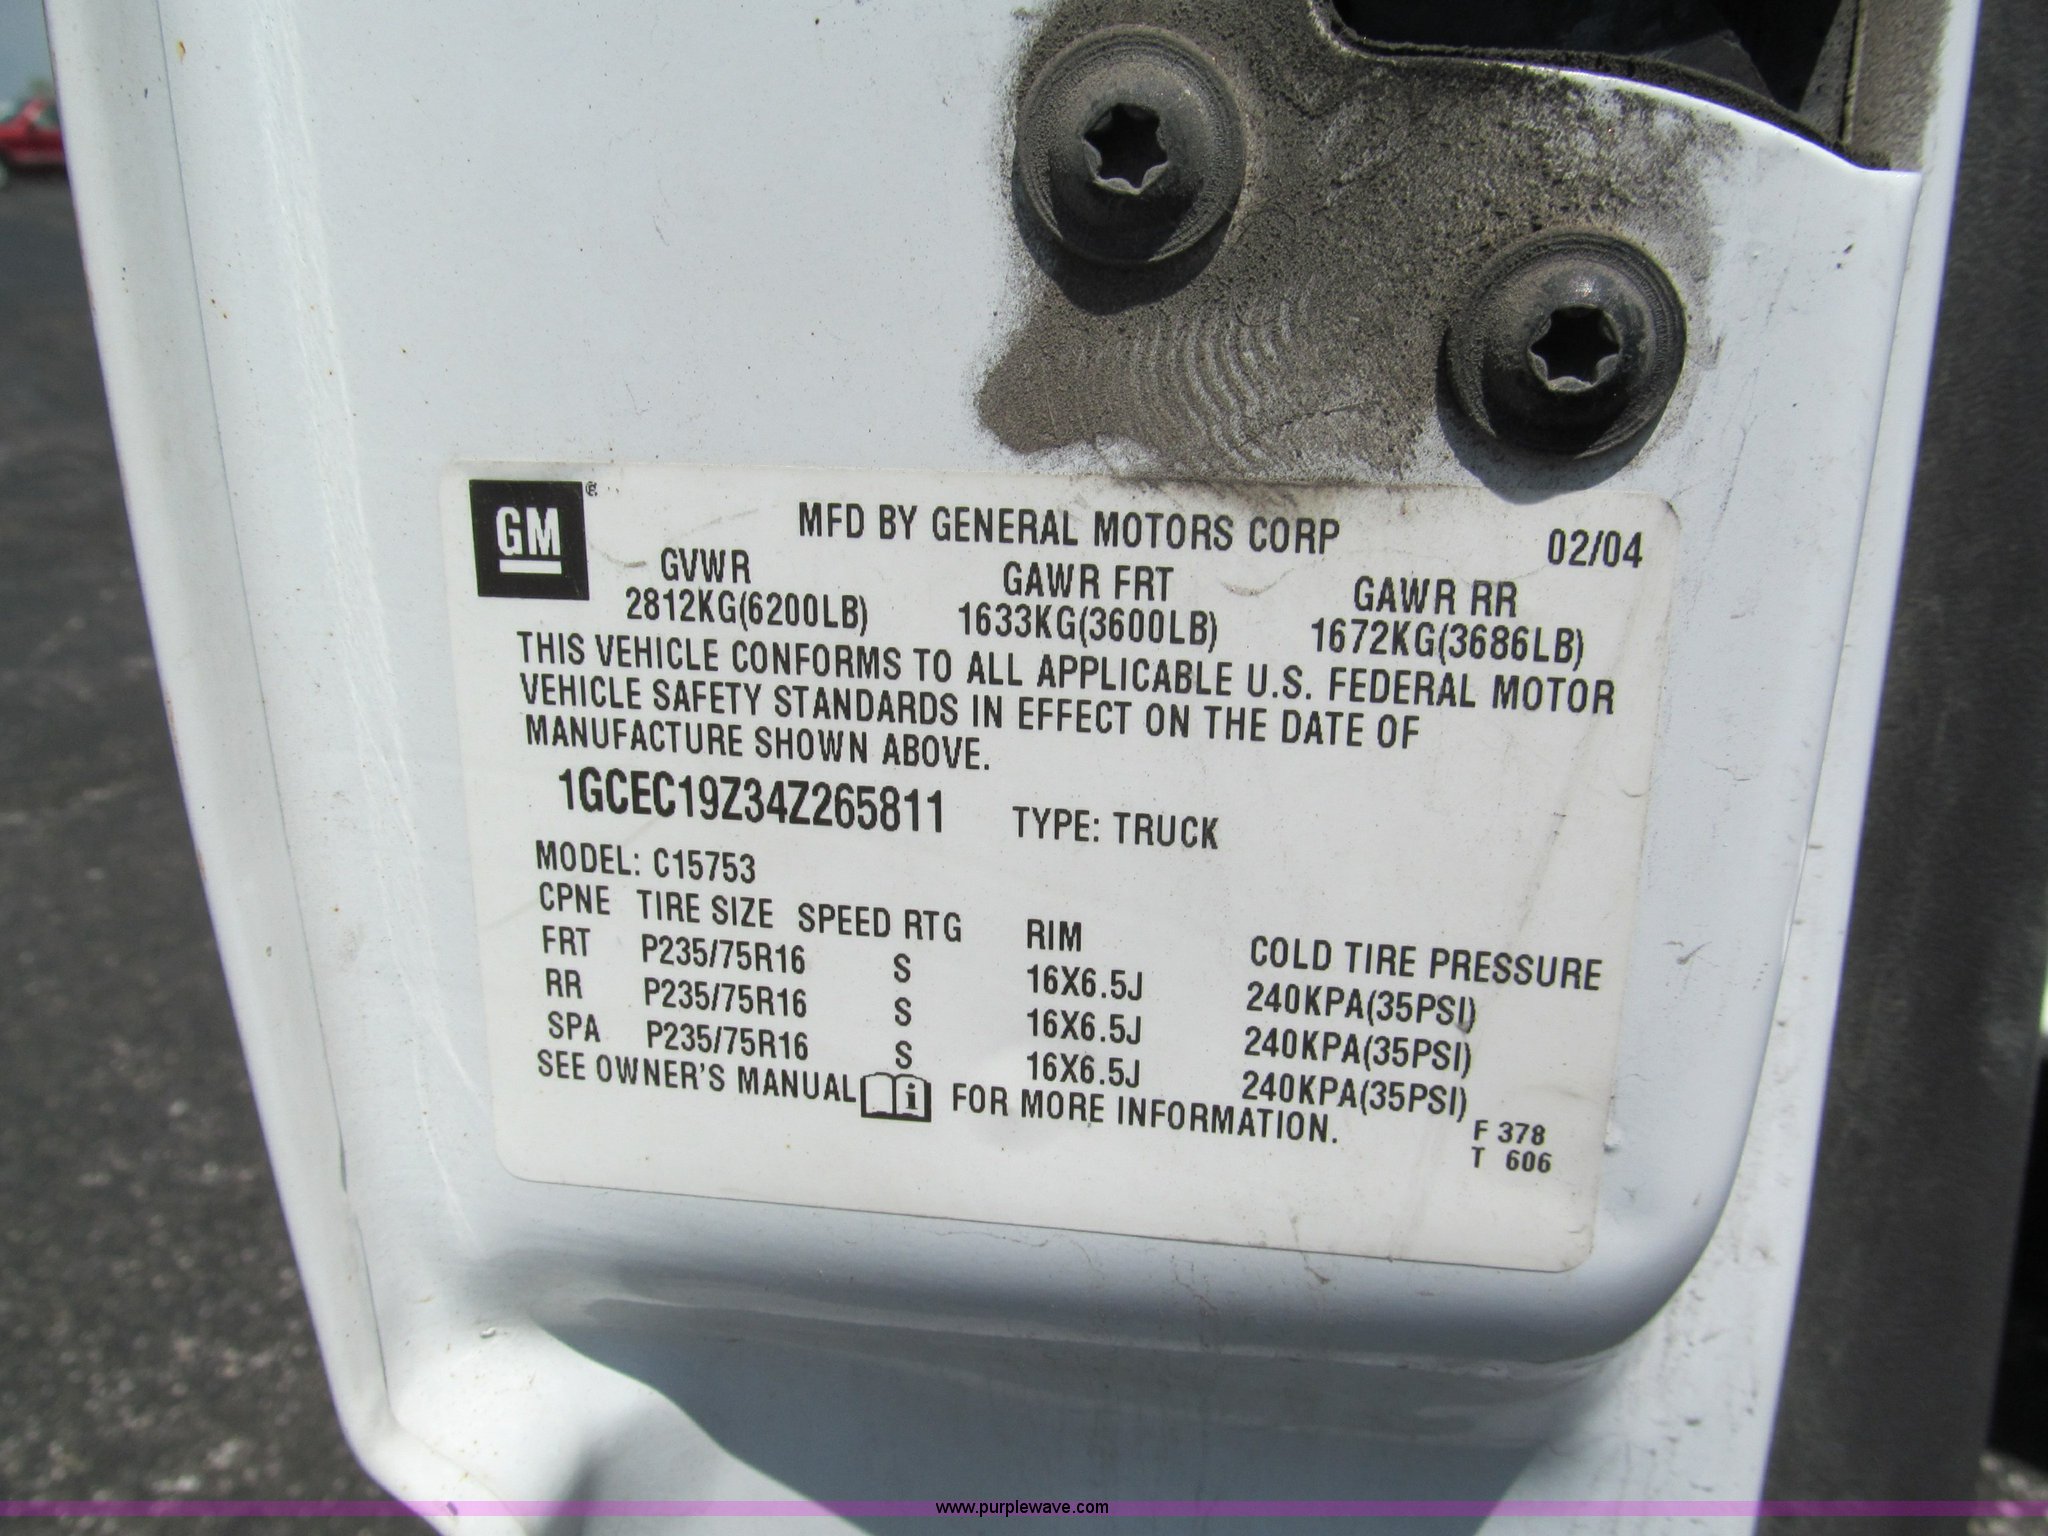 GM®
MFD BY GENERAL MOTORS CORP
02/04
GVWR GAWR FRT GAWR RR
2812KG(6200LB) 1633KG(3600LB) 1672KG(3686LB)
THIS VEHICLE CONFORMS TO ALL APPLICABLE U.S. FEDERAL MOTOR
VEHICLE SAFETY STANDARDS IN EFFECT ON THE DATE OF
MANUFACTURE SHOWN ABOVE.
1GCEC19Z34Z265811 TYPE: TRUCK
MODEL: C15753
CPNE TIRE SIZE SPEED RTG RIM COLD TIRE PRESSURE
FRT P235/75R16 S 16X6.5J 240KPA(35PSI)
RR P235/75R16 S 16X6.5J 240KPA(35PSI)
SPA P235/75R16 S 16X6.5J 240KPA(35PSI)
SEE OWNER'S MANUAL i FOR MORE INFORMATION.
F 378
T 606
www.purplewave.com